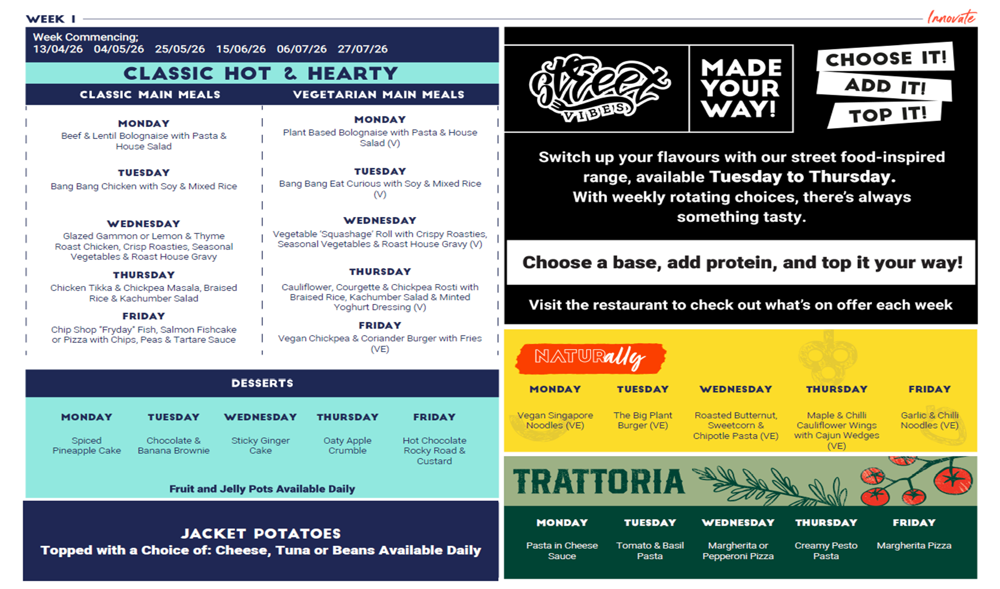 WEEK 1
Innovate
Week Commencing;
13/04/26 04/05/26 25/05/26 15/06/26 06/07/26 27/07/26
CLASSIC HOT & HEARTY
CLASSIC MAIN MEALS
MONDAY
Beef & Lentil Bolognaise with Pasta &
House Salad
TUESDAY
Bang Bang Chicken with Soy & Mixed Rice
WEDNESDAY
Glazed Gammon or Lemon & Thyme
Roast Chicken, Crisp Roasties, Seasonal
Vegetables & Roast House Gravy
THURSDAY
Chicken Tikka & Chickpea Masala, Braised
Rice & Kachumber Salad
FRIDAY
Chip Shop "Fryday" Fish, Salmon Fishcake
or Pizza with Chips, Peas & Tartare Sauce
VEGETARIAN MAIN MEALS
MONDAY
Plant Based Bolognaise with Pasta & House
Salad (V)
TUESDAY
Bang Bang Eat Curious with Soy & Mixed Rice
(V)
WEDNESDAY
Vegetable 'Squashage' Roll with Crispy Roasties,
Seasonal Vegetables & Roast House Gravy (V)
THURSDAY
Cauliflower, Courgette & Chickpea Rosti with
Braised Rice, Kachumber Salad & Minted
Yoghurt Dressing (V)
FRIDAY
Vegan Chickpea & Coriander Burger with Fries
(VE)
DESSERTS
MONDAY
Spiced
Pineapple Cake
TUESDAY
Chocolate &
Banana Brownie
WEDNESDAY
Sticky Ginger
Cake
THURSDAY
Oaty Apple
Crumble
FRIDAY
Hot Chocolate
Rocky Road &
Custard
Fruit and Jelly Pots Available Daily
JACKET POTATOES
Topped with a Choice of: Cheese, Tuna or Beans Available Daily
street
VIBES
MADE
YOUR
WAY!
CHOOSE IT!
ADD IT!
TOP IT!
Switch up your flavours with our street food-inspired
range, available Tuesday to Thursday.
With weekly rotating choices, there's always
something tasty.
Choose a base, add protein, and top it your way!
Visit the restaurant to check out what's on offer each week
NATURally
MONDAY
Vegan Singapore
Noodles (VE)
TUESDAY
The Big Plant
Burger (VE)
WEDNESDAY
Roasted Butternut,
Sweetcorn &
Chipotle Pasta (VE)
THURSDAY
Maple & Chilli
Cauliflower Wings
with Cajun Wedges
(VE)
FRIDAY
Garlic & Chilli
Noodles (VE)
TRATTORIA
MONDAY
Pasta in Cheese
Sauce
TUESDAY
Tomato & Basil
Pasta
WEDNESDAY
Margherita or
Pepperoni Pizza
THURSDAY
Creamy Pesto
Pasta
FRIDAY
Margherita Pizza